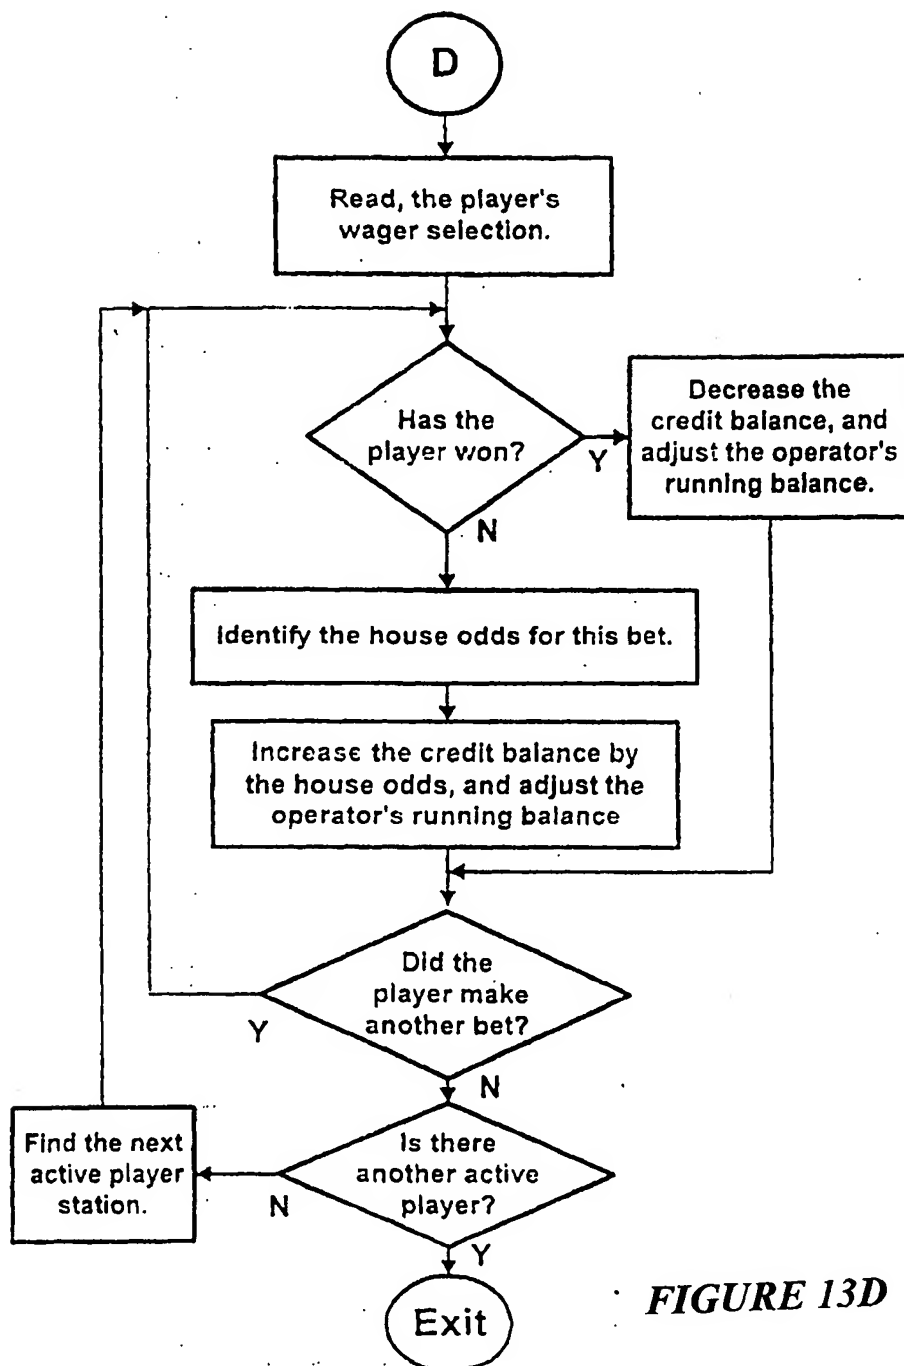 D
Read, the player's
wager selection.
Has the
player won?
Y
N
Decrease the
credit balance, and
adjust the operator's
running balance.
Identify the house odds for this bet.
Increase the credit balance by
the house odds, and adjust the
operator's running balance
Did the
player make
another bet?
Y
N
Is there
another active
player?
N
Y
Find the next
active player
station.
Exit
FIGURE 13D